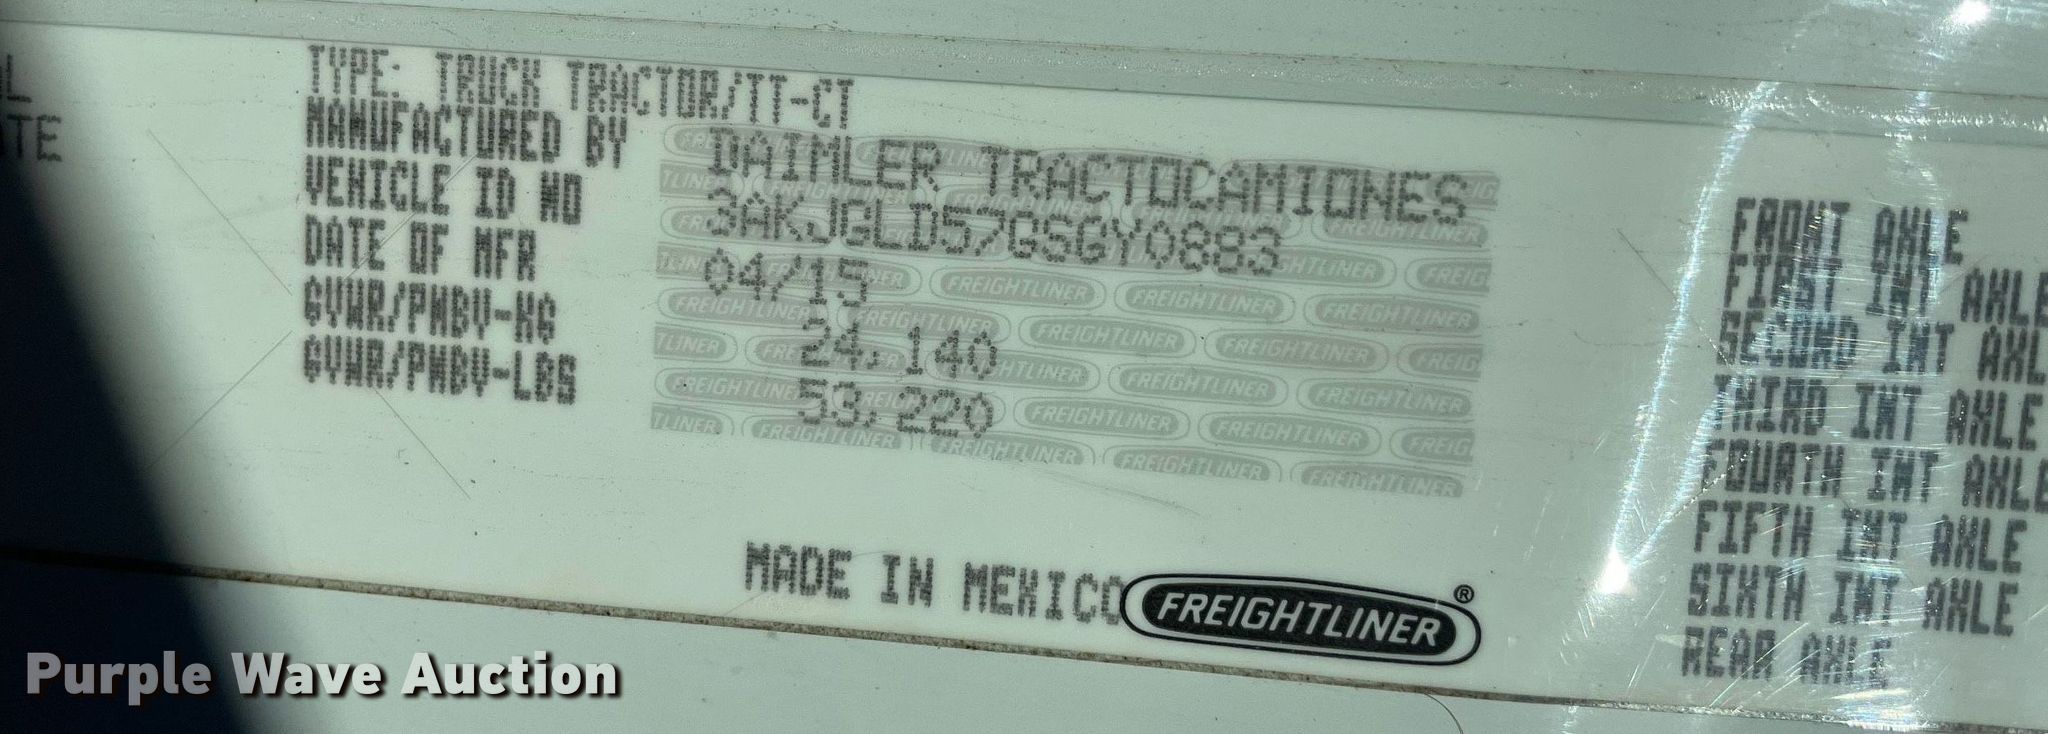 TYPE: TRUCK TRACTOR/TT-CI
MANUFACTURED BY DAIMLER TRACTOCAMIONES
VEHICLE ID NO 3AKJGLD57GSGY0883
DATE OF MFR 04/15
GVWR/PNBV-KG 24,140
GVWR/PNBV-LBS 53,220
MADE IN MEXICO
FREIGHTLINER®
FRONT AXLE
FIRST INT AXLE
SECOND INT AXLE
THIRD INT AXLE
FOURTH INT AXLE
FIFTH INT AXLE
SIXTH INT AXLE
REAR AXLE
Purple Wave Auction